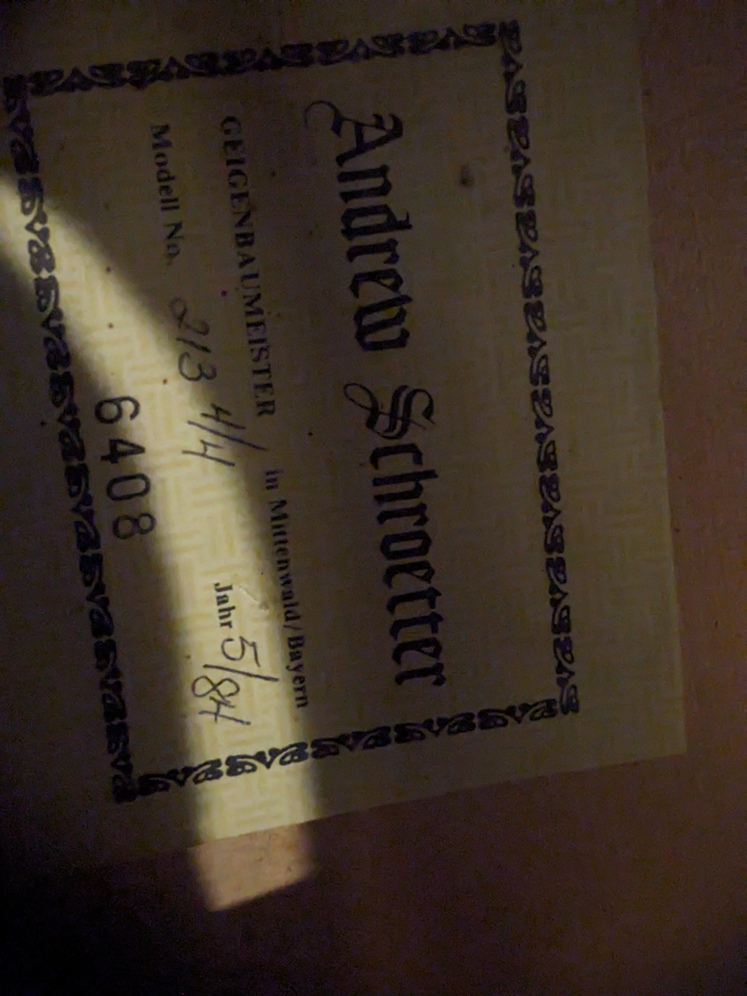 Andrew Schroetter
GEIGENBAUMEISTER in Mittenwald/Bayern
Modell No. 213 4/4 Jahr 5/84
6408